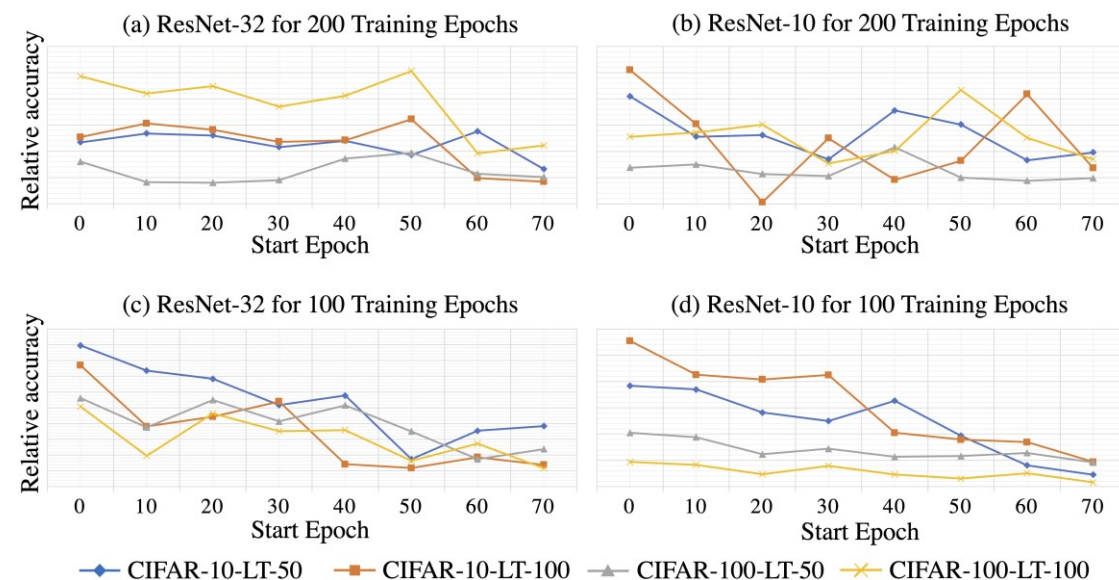 (a) ResNet-32 for 200 Training Epochs
Relative accuracy
0 10 20 30 40 50 60 70
Start Epoch
(b) ResNet-10 for 200 Training Epochs
0 10 20 30 40 50 60 70
Start Epoch
(c) ResNet-32 for 100 Training Epochs
Relative accuracy
0 10 20 30 40 50 60 70
Start Epoch
(d) ResNet-10 for 100 Training Epochs
0 10 20 30 40 50 60 70
Start Epoch
CIFAR-10-LT-50 CIFAR-10-LT-100 CIFAR-100-LT-50 CIFAR-100-LT-100